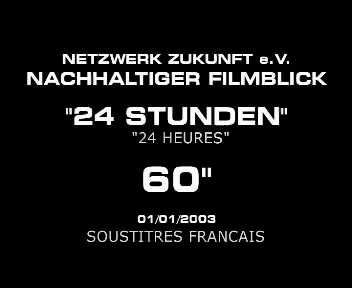 NETZWERK ZUKUNFT e.V.
NACHHALTIGER FILMBLICK
"24 STUNDEN"
"24 HEURES"
60"
01/01/2003
SOUSTITRES FRANCAIS